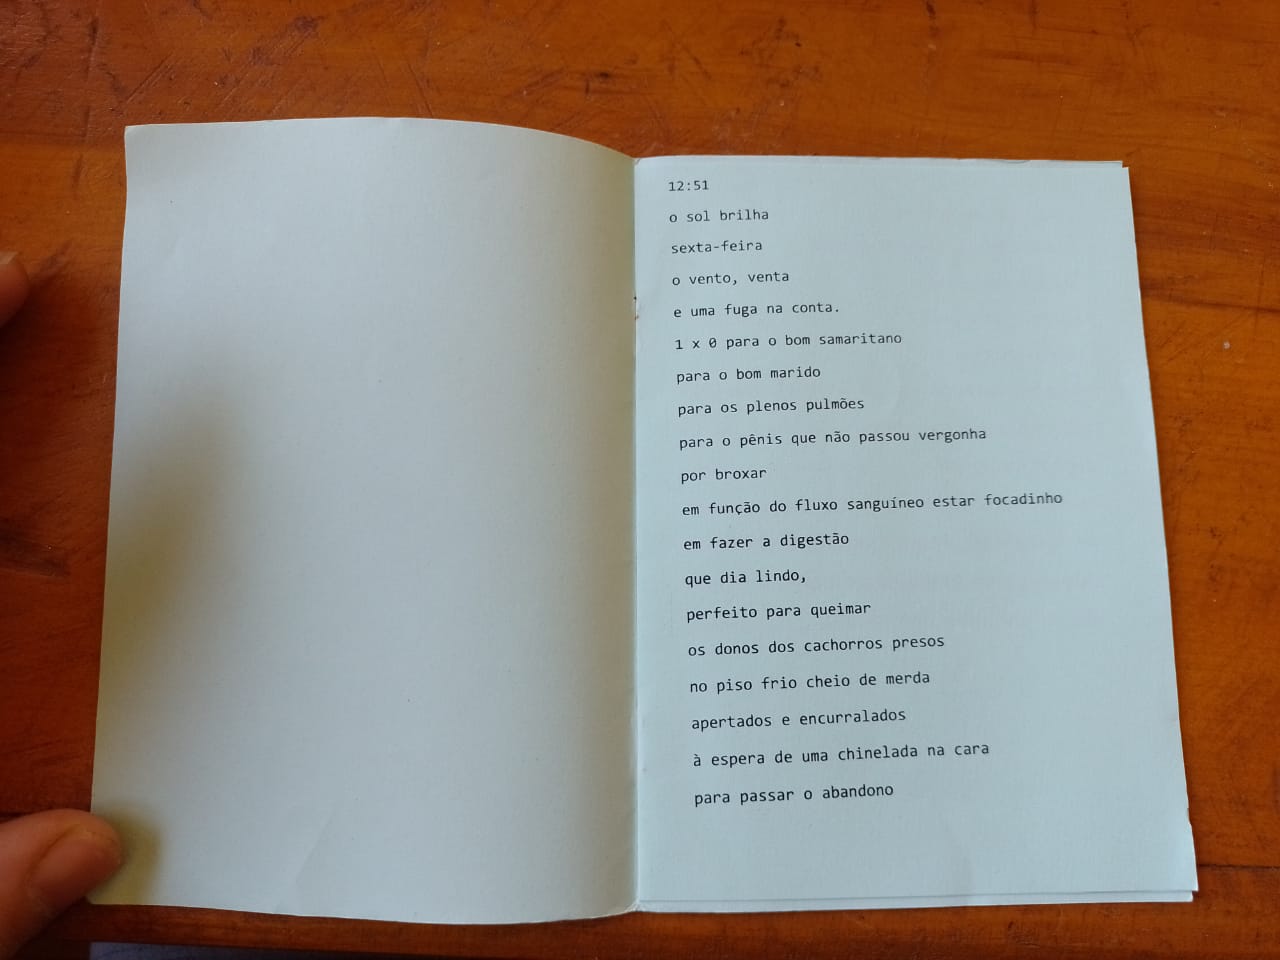 12:51
o sol brilha
sexta-feira
o vento, venta
e uma fuga na conta.
1 x 0 para o bom samaritano
para o bom marido
para os plenos pulmões
para o pênis que não passou vergonha
por broxar
em função do fluxo sanguíneo estar focadinho
em fazer a digestão
que dia lindo,
perfeito para queimar
os donos dos cachorros presos
no piso frio cheio de merda
apertados e encurralados
à espera de uma chinelada na cara
para passar o abandono